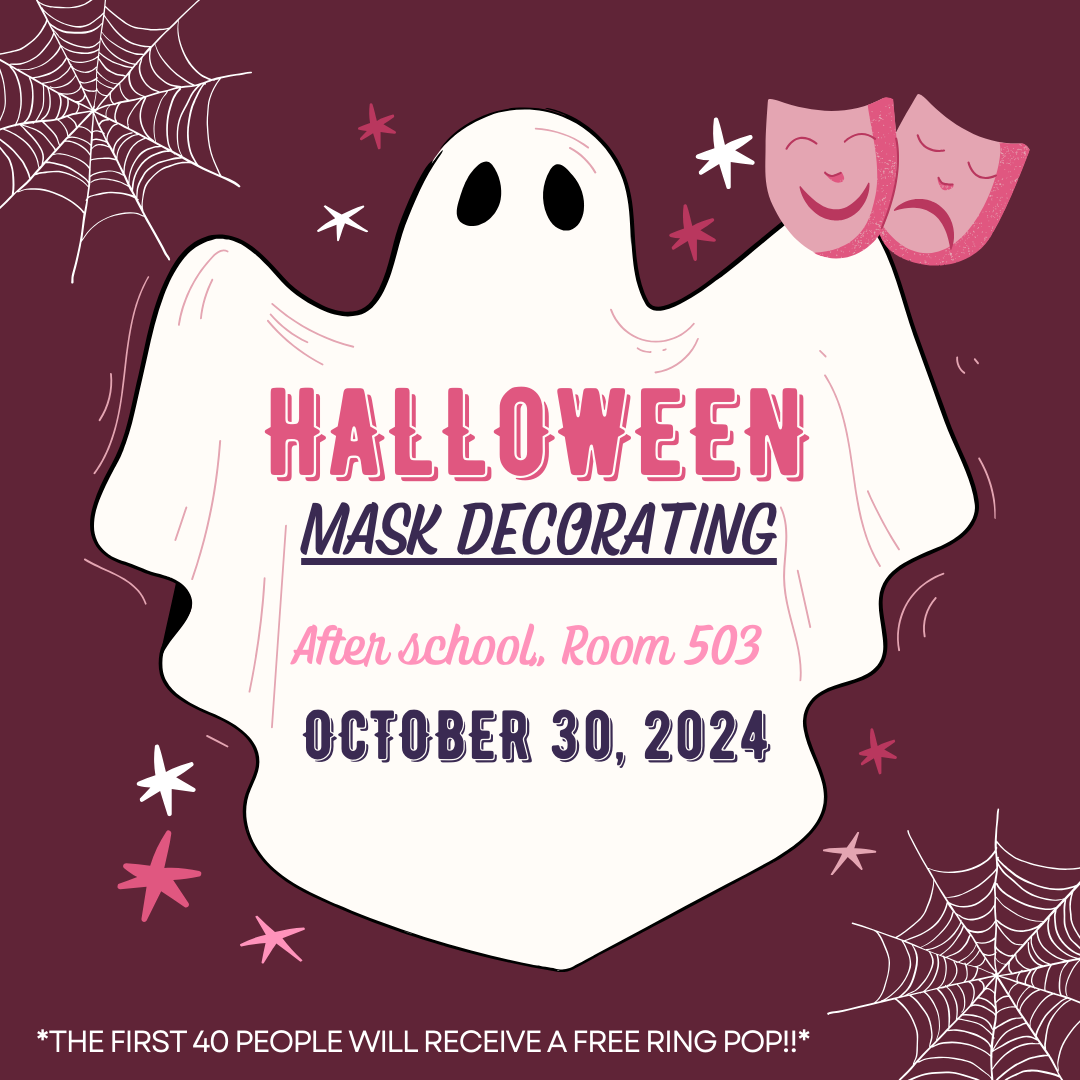 HALLOWEEN
MASK DECORATING
After school,, Room 503
OCTOBER 30, 2024
*THE FIRST 40 PEOPLE WILL RECEIVE A FREE RING POP!!*